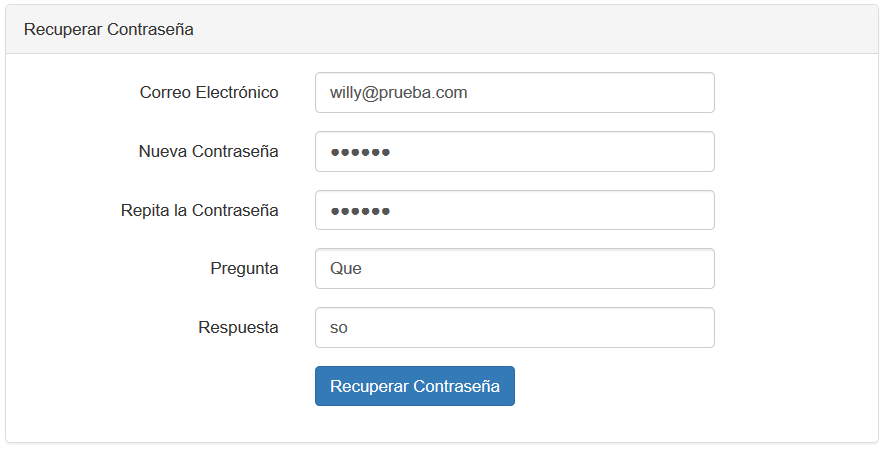 Recuperar Contraseña
Correo Electrónico willy@prueba.com
Nueva Contraseña ●●●●●●
Repita la Contraseña ●●●●●●
Pregunta Que
Respuesta so
Recuperar Contraseña